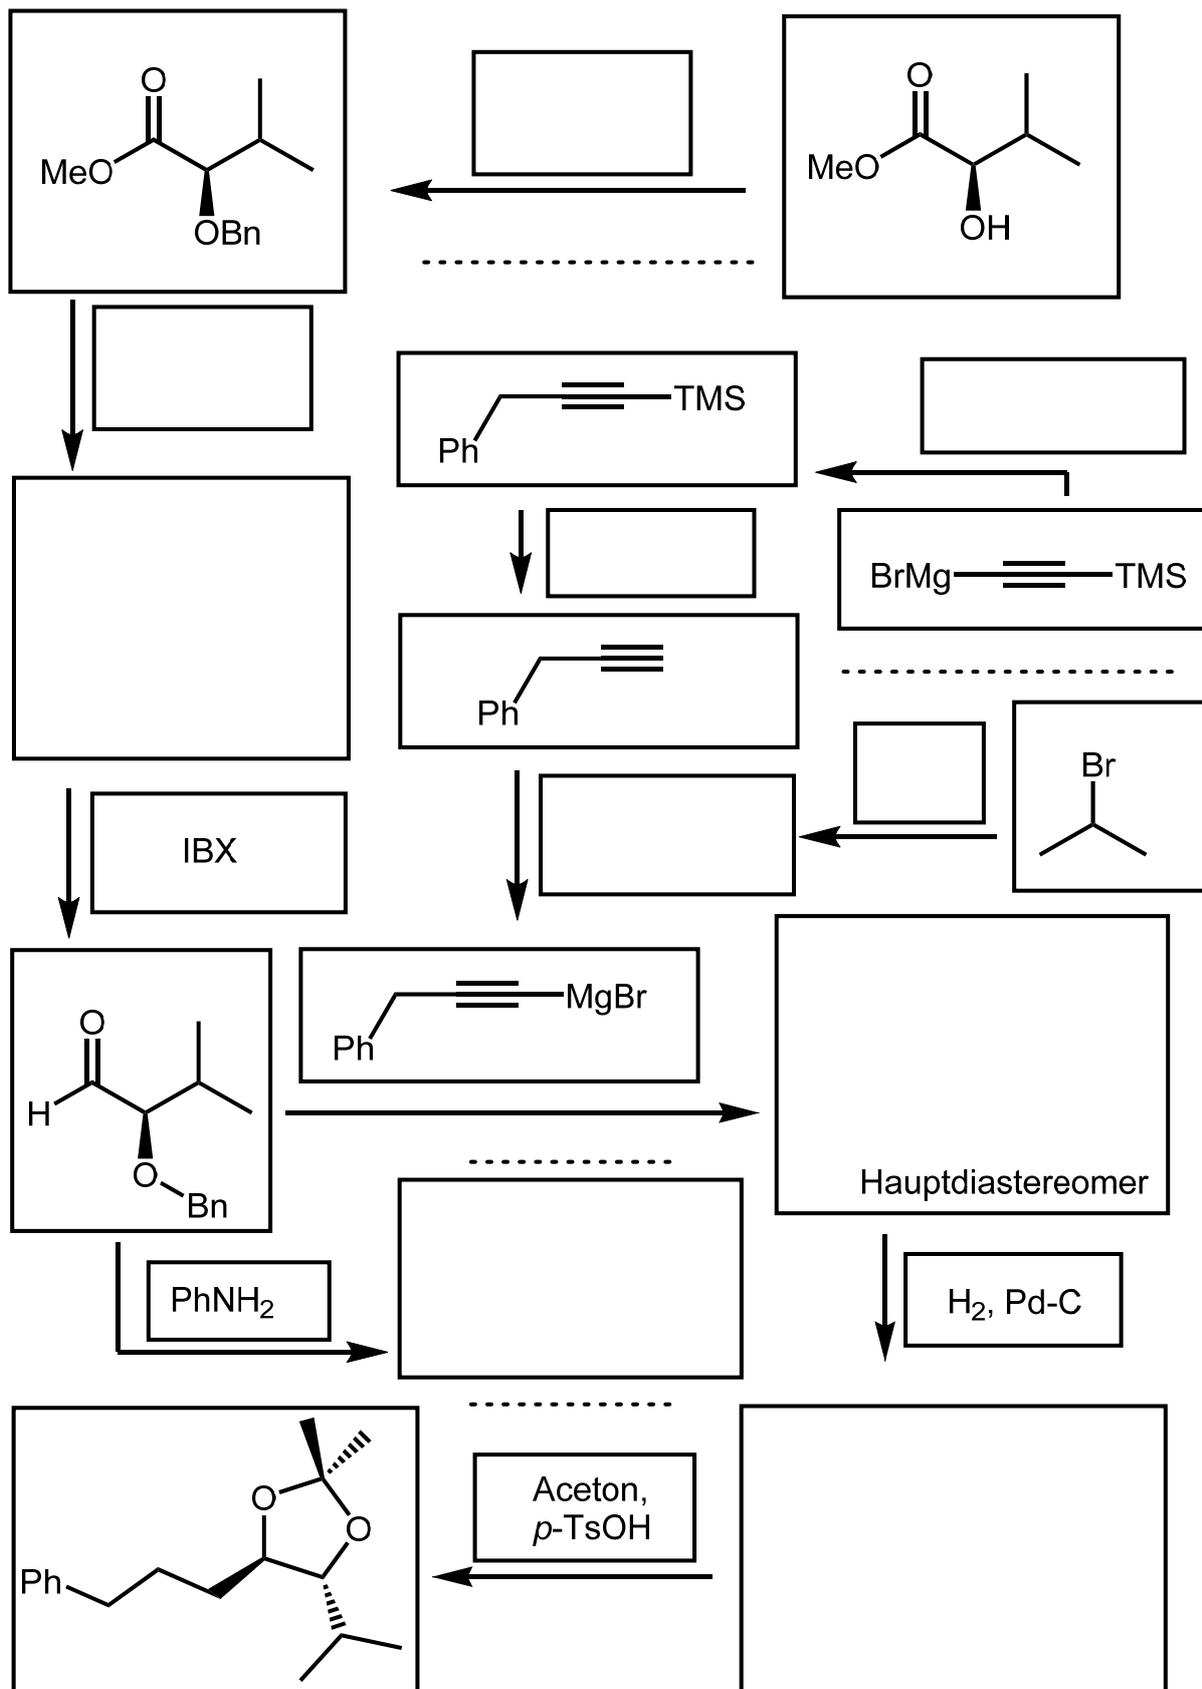 O
MeO
OBn
O
MeO
OH
TMS
Ph
BrMg
TMS
Ph
Br
IBX
O
H
O
Bn
MgBr
Ph
Hauptdiastereomer
PhNH₂
H₂, Pd-C
O
O
Ph
Aceton,
p-TsOH